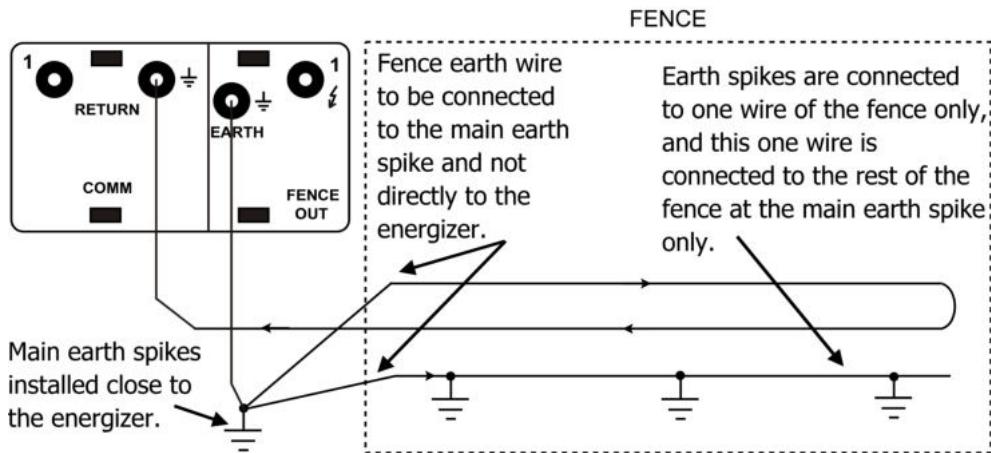 FENCE
1
RETURN
EARTH
1
COMM
FENCE
OUT
Fence earth wire
to be connected
to the main earth
spike and not
directly to the
energizer.
Earth spikes are connected
to one wire of the fence only,
and this one wire is
connected to the rest of the
fence at the main earth spike
only.
Main earth spikes
installed close to
the energizer.